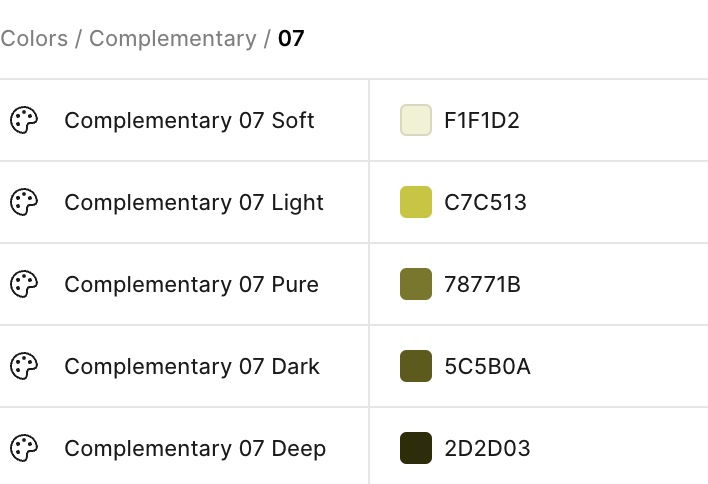 Colors / Complementary / 07
Complementary 07 Soft F1F1D2
Complementary 07 Light C7C513
Complementary 07 Pure 78771B
Complementary 07 Dark 5C5B0A
Complementary 07 Deep 2D2D03